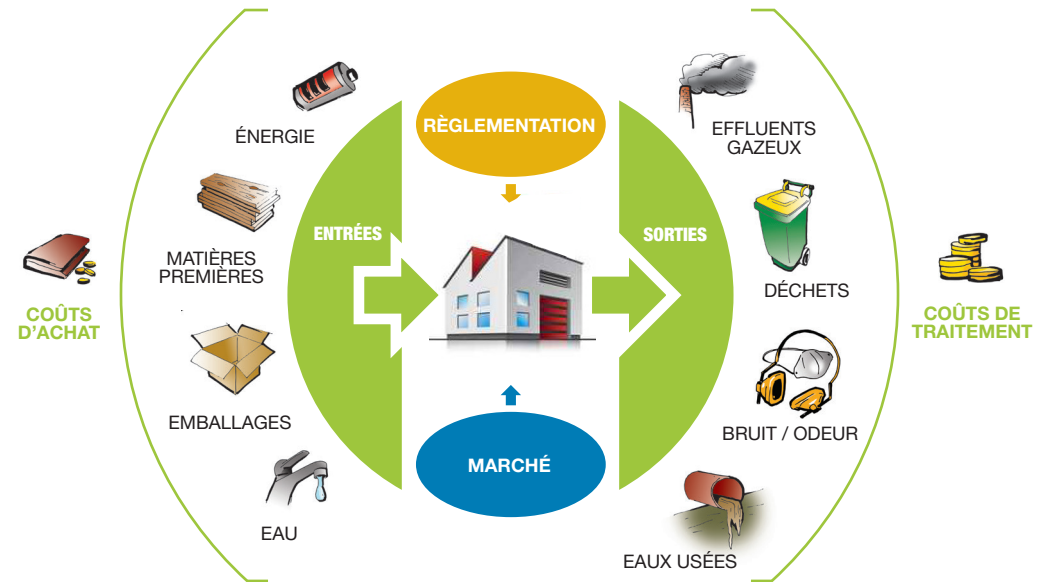 COÛTS
D'ACHAT
ÉNERGIE
MATIÈRES
PREMIÈRES
EMBALLAGES
EAU
ENTRÉES
RÈGLEMENTATION
MARCHÉ
SORTIES
EFFLUENTS
GAZEUX
DÉCHETS
BRUIT / ODEUR
EAUX USÉES
COÛTS DE
TRAITEMENT